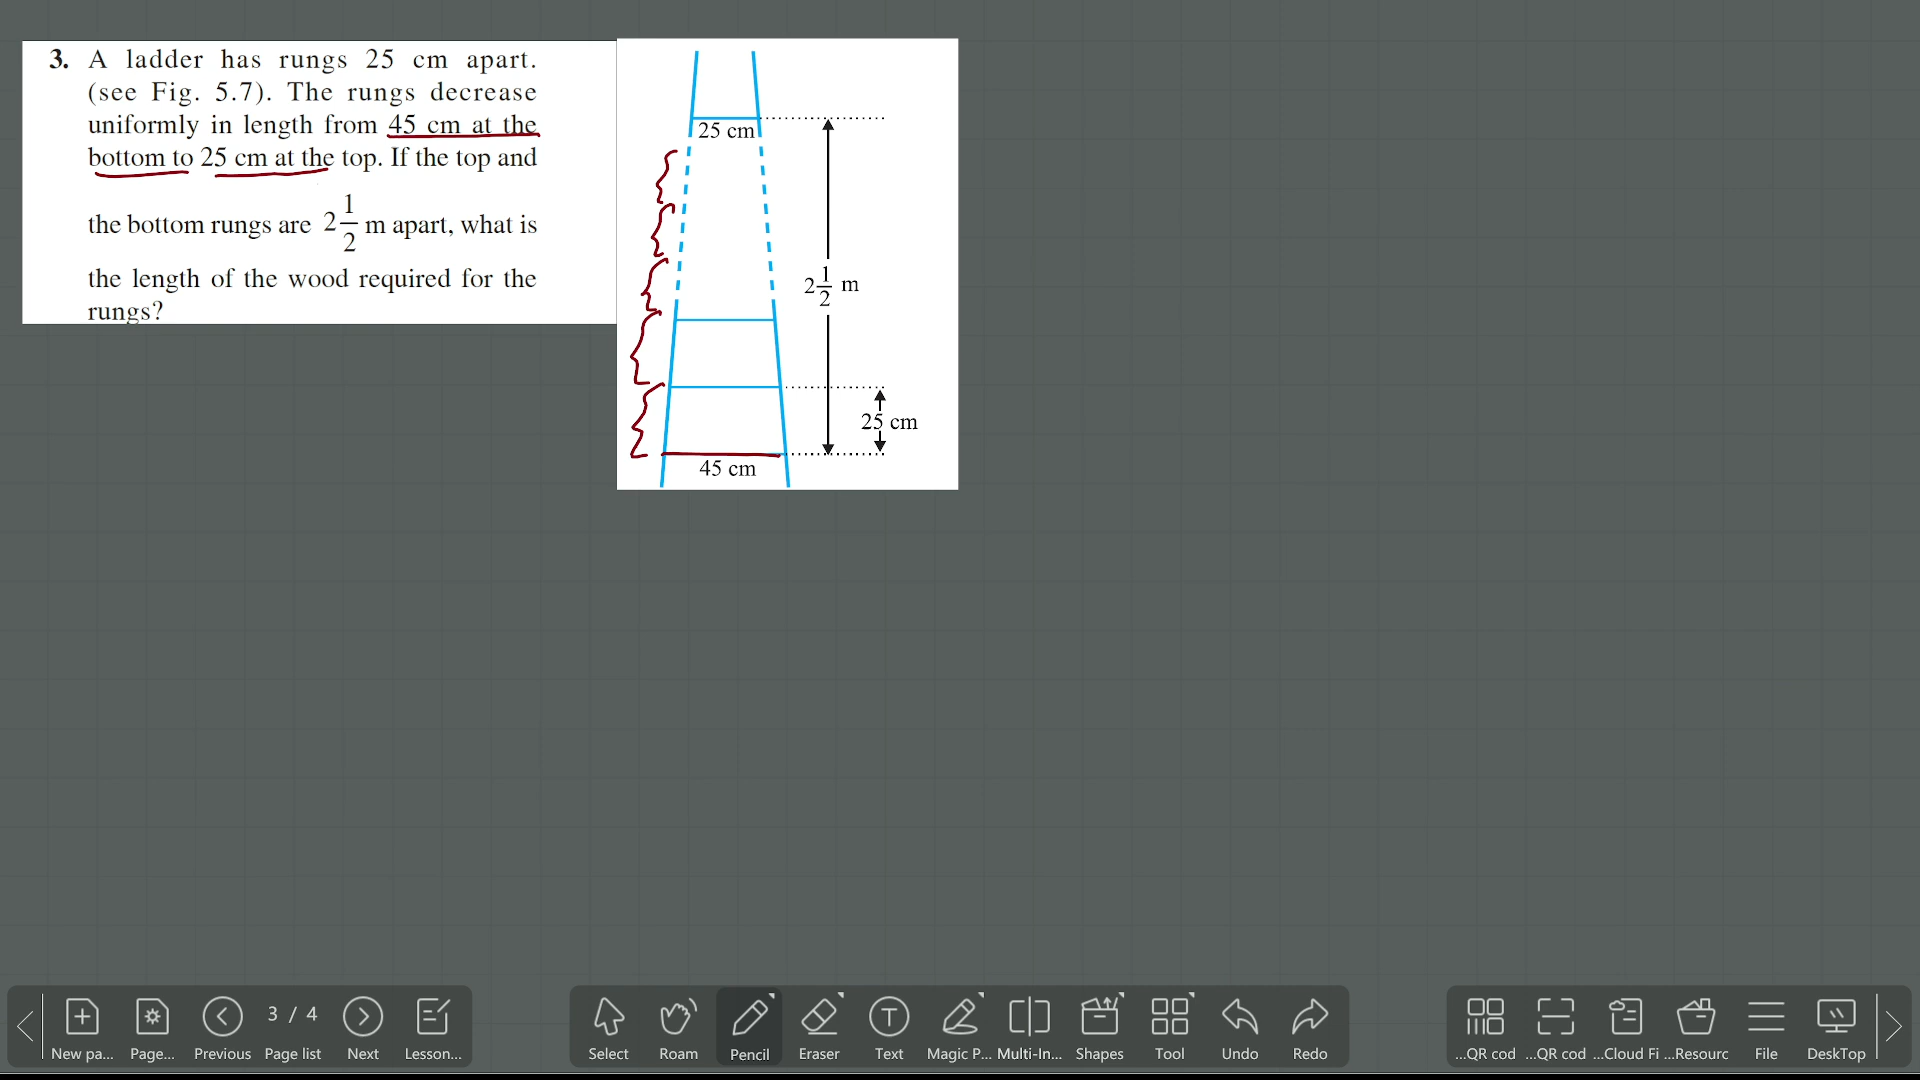 3. A ladder has rungs 25 cm apart.
(see Fig. 5.7). The rungs decrease
uniformly in length from 45 cm at the
bottom to 25 cm at the top. If the top and
the bottom rungs are 2 1/2 m apart, what is
the length of the wood required for the
rungs?
25 cm
2 1/2 m
25 cm
45 cm
New pa... Page... Previous 3 / 4 Page list Next Lesson...
Select Roam Pencil Eraser Text Magic P... Multi-In... Shapes Tool Undo Redo
...QR cod ...QR cod ...Cloud Fi ...Resourc File DeskTop